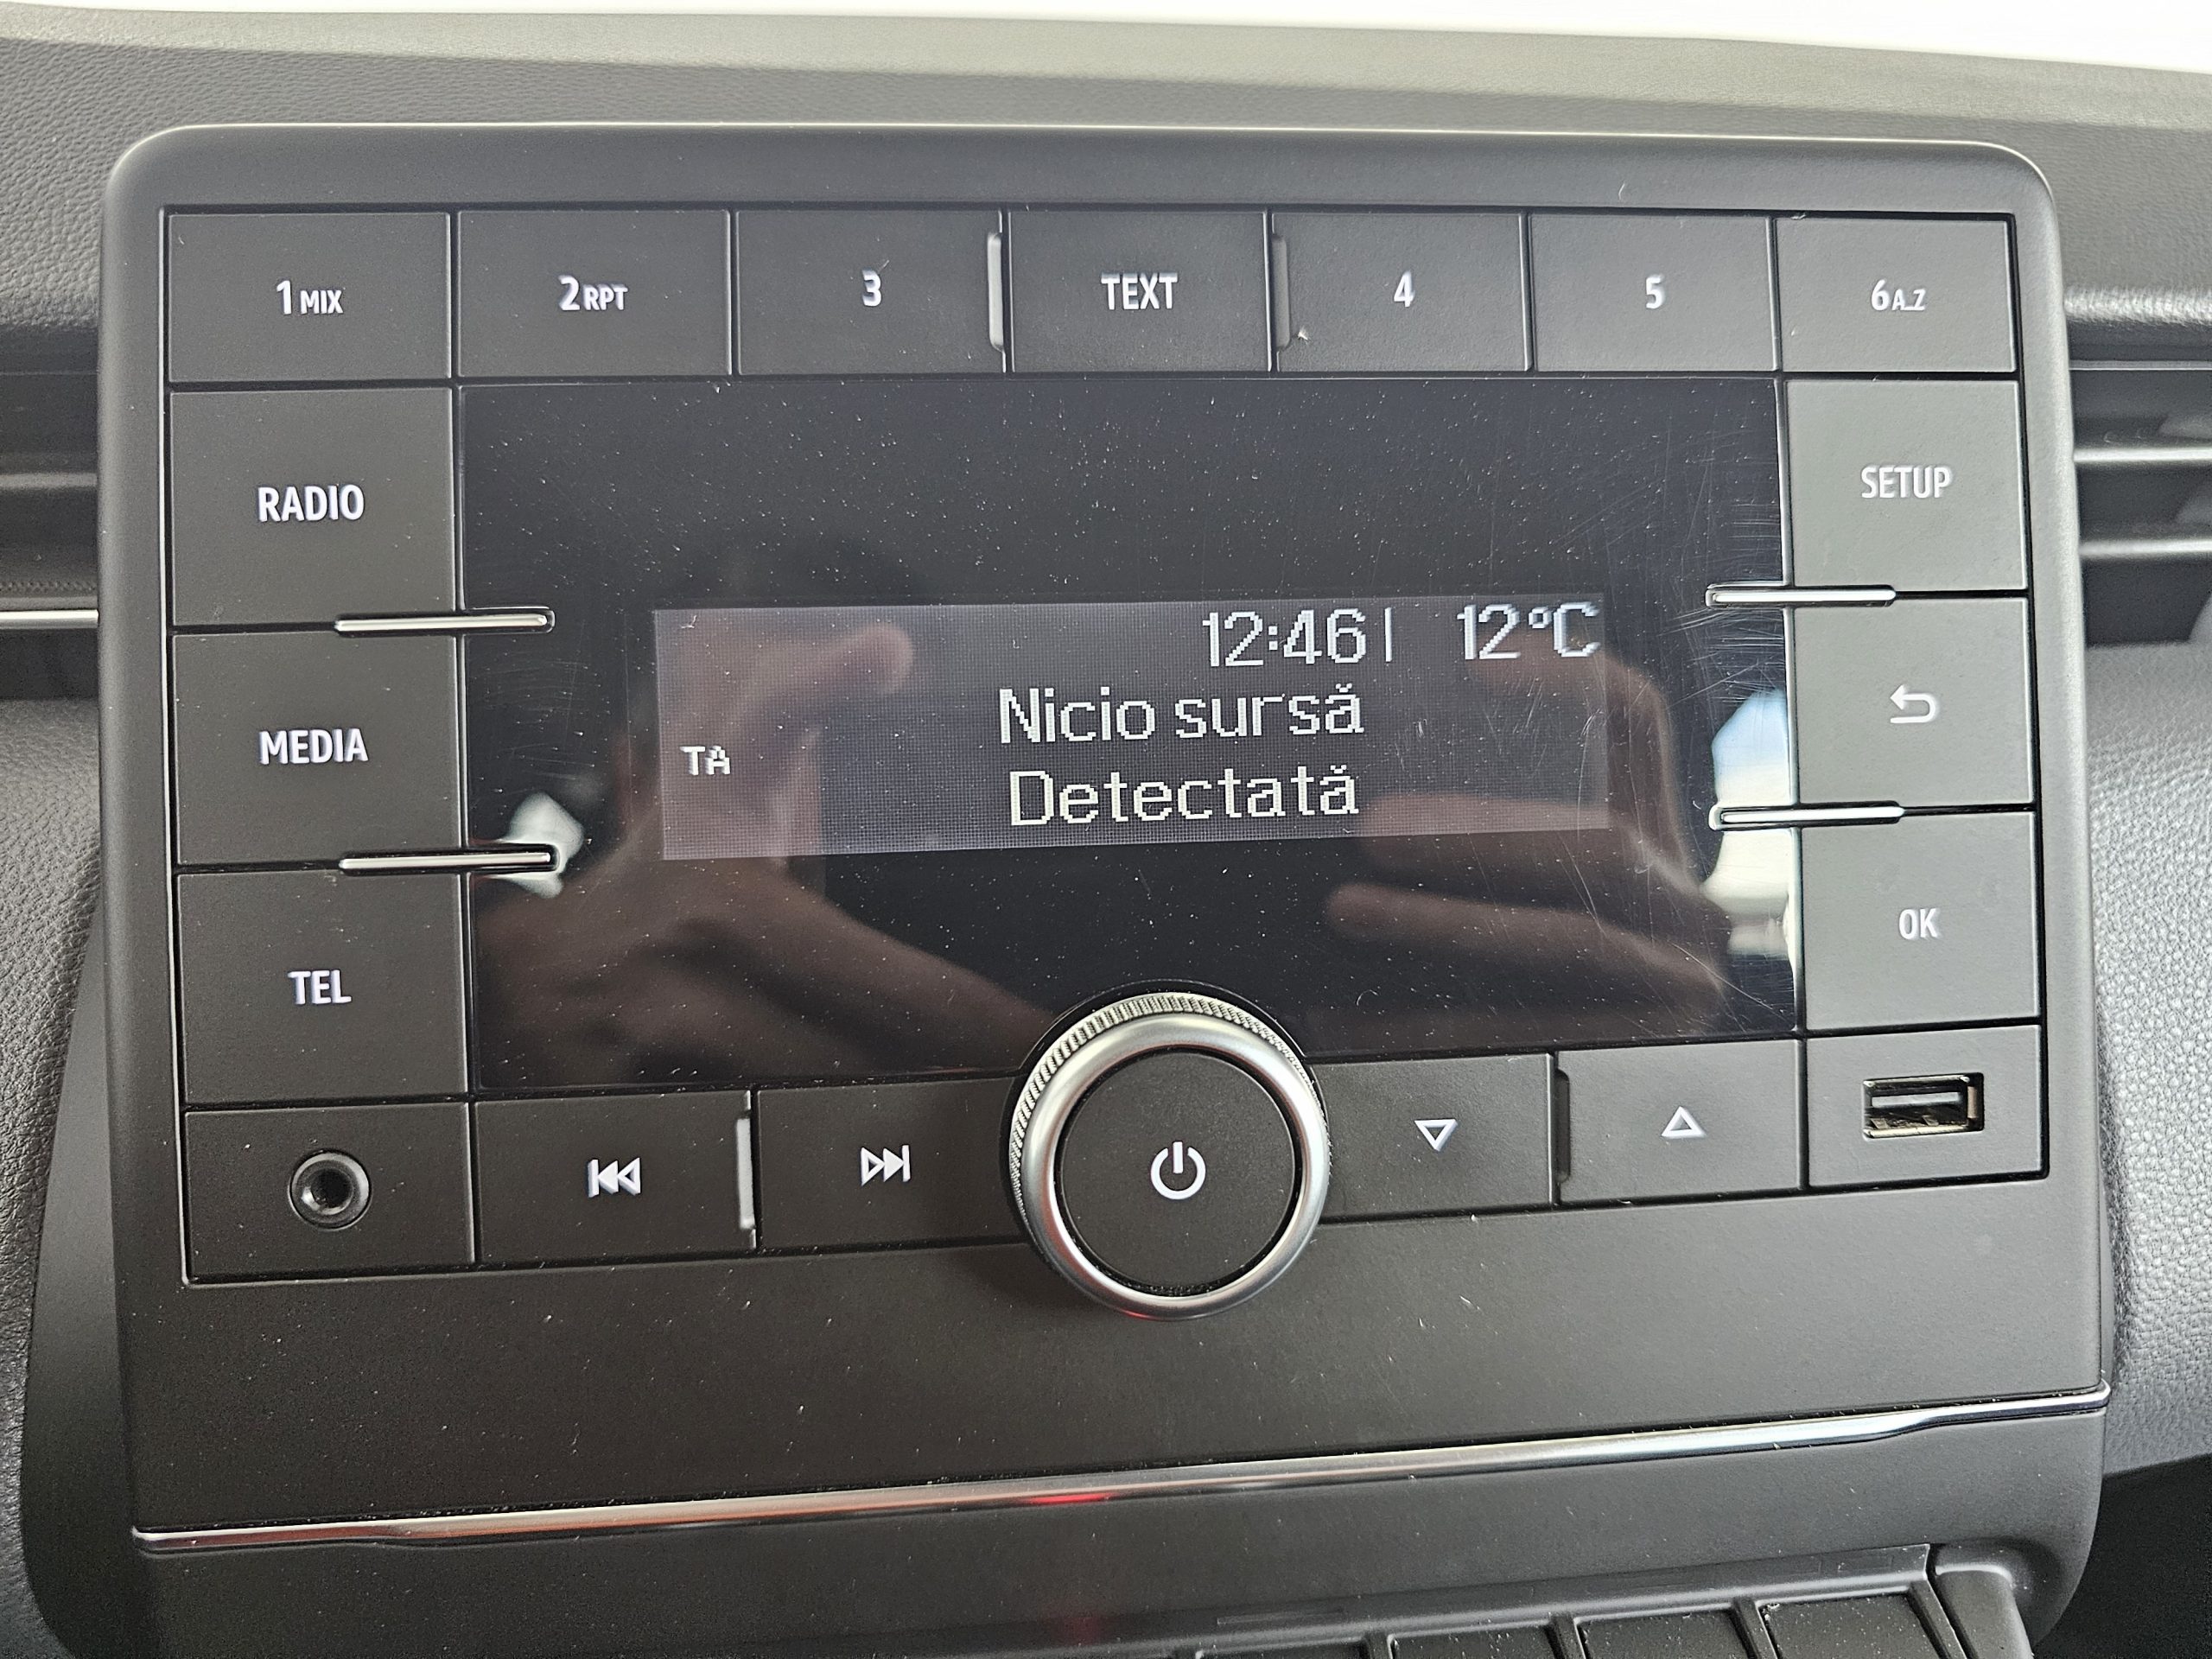 1 MIX
2 RPT
3
TEXT
4
5
6 A..Z
RADIO
SETUP
12:46 | 12°C
Nicio sursă
TA
Detectată
MEDIA
TEL
OK